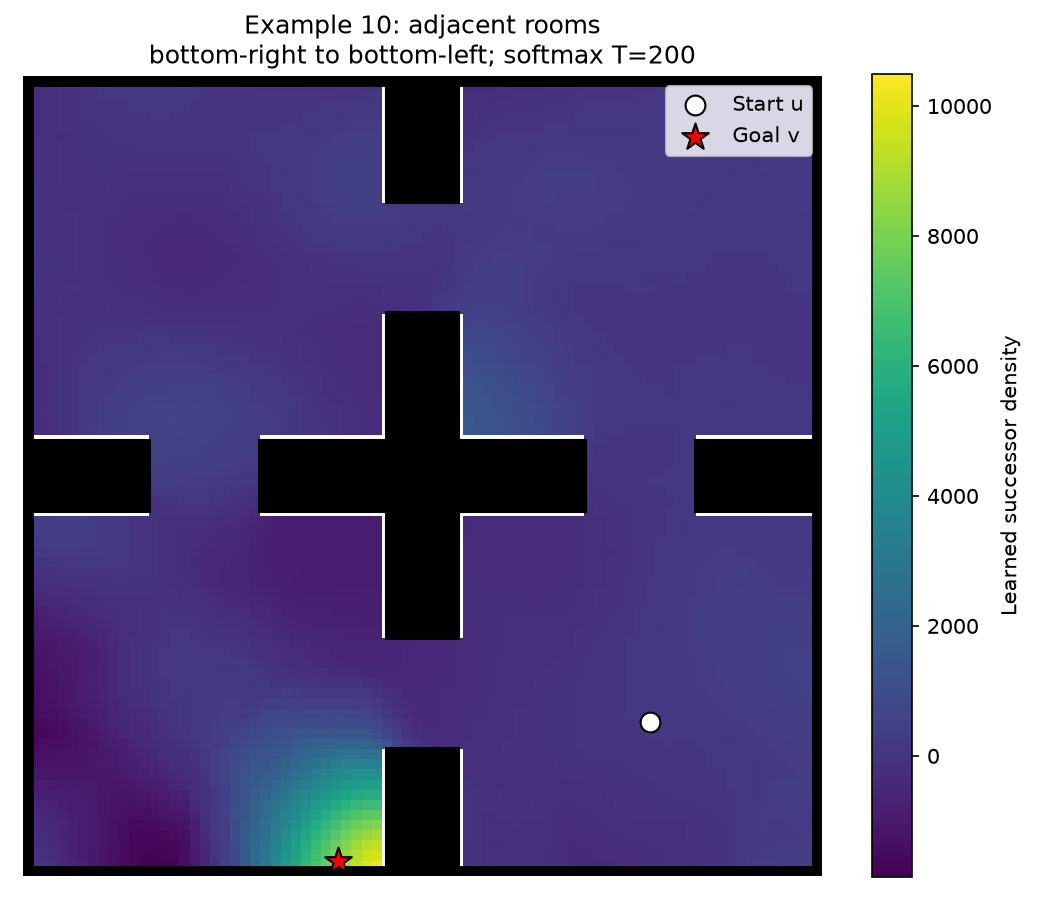 Example 10: adjacent rooms
bottom-right to bottom-left; softmax T=200
Start u
Goal v
10000
8000
6000
4000
2000
0
Learned successor density